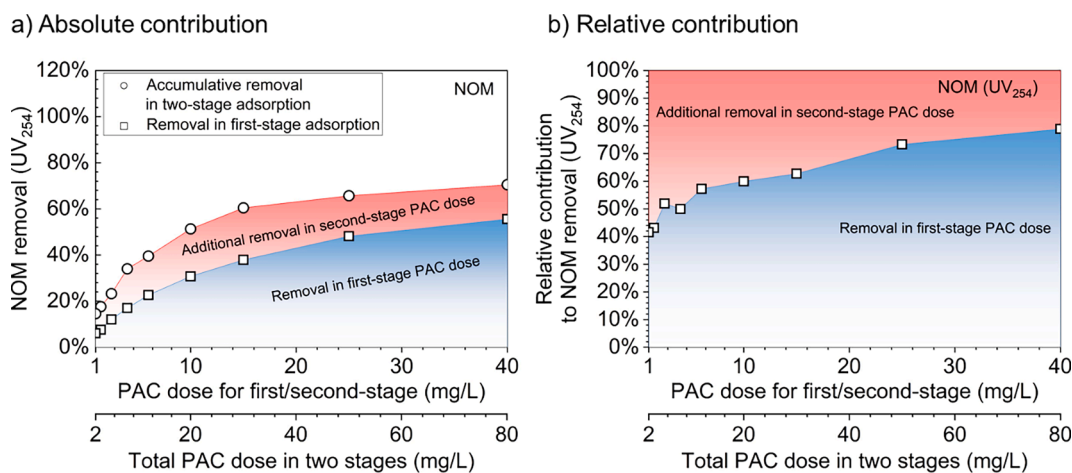 a) Absolute contribution
120%
100%
80%
60%
40%
20%
0%
NOM removal (UV254)
Accumulative removal
in two-stage adsorption
Removal in first-stage adsorption
NOM
Additional removal in second-stage PAC dose
Removal in first-stage PAC dose
1 10 20 30 40
PAC dose for first/second-stage (mg/L)
2 20 40 60 80
Total PAC dose in two stages (mg/L)
b) Relative contribution
100%
90%
80%
70%
60%
50%
40%
30%
20%
10%
0%
Relative contribution
to NOM removal (UV254)
NOM (UV254)
Additional removal in second-stage PAC dose
Removal in first-stage PAC dose
1 10 20 30 40
PAC dose for first/second-stage (mg/L)
2 20 40 60 80
Total PAC dose in two stages (mg/L)